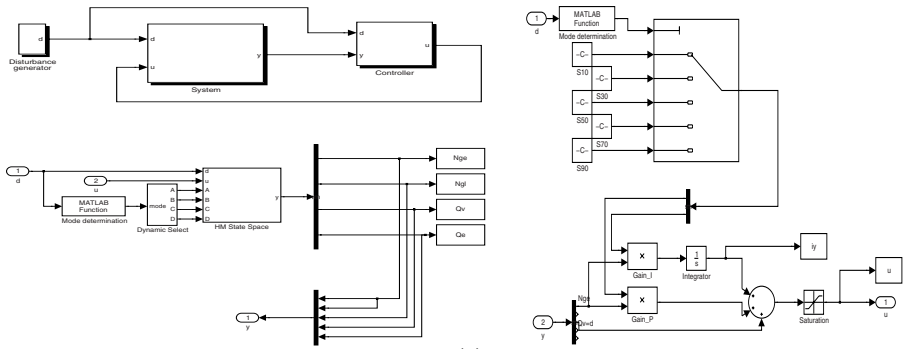 d
Disturbance
generator
d
u
y
System
d
y
u
Controller
1
d
2
u
MATLAB
Function
Mode determination
mode
A
B
C
D
Dynamic Select
d
u
A
B
C
D
y
HM State Space
Nge
Ngl
Qv
Qe
1
y
1
d
MATLAB
Function
Mode determination
-C-
S10
-C-
S30
-C-
S50
-C-
S70
-C-
S90
×
Gain_I
1
s
Integrator
iy
×
Gain_P
Nge
Qv=d
2
y
+
+
+
Saturation
u
1
u